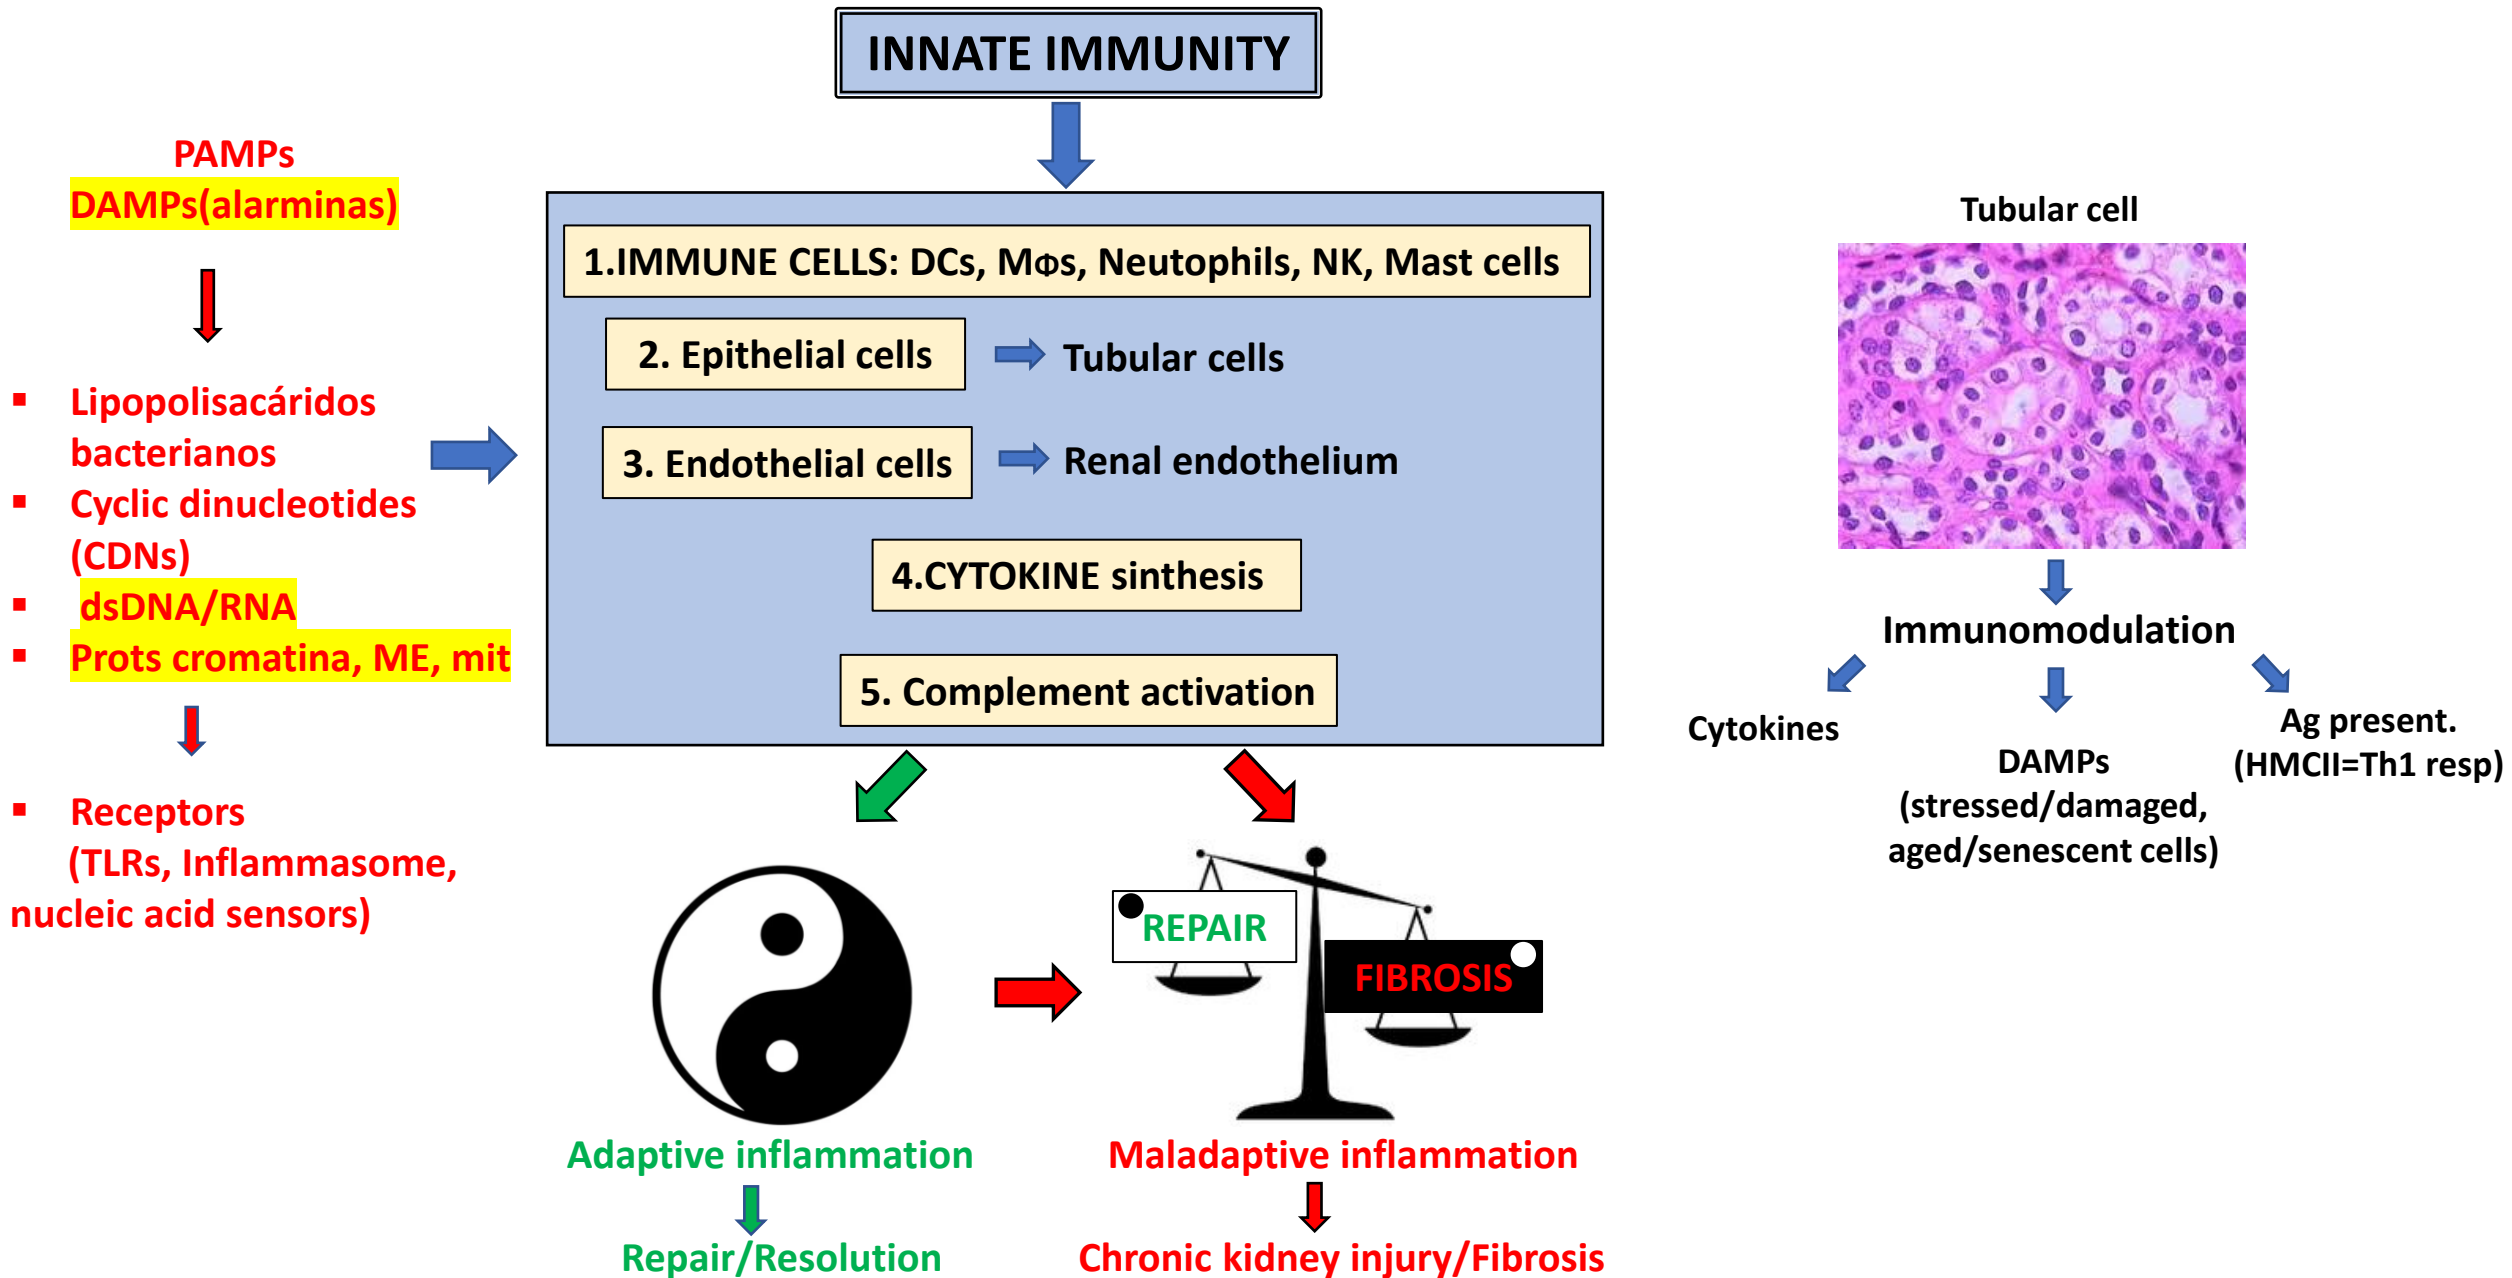 INNATE IMMUNITY
PAMPs
DAMPs(alarminas)
▪ Lipopolisacáridos
bacterianos
▪ Cyclic dinucleotides
(CDNs)
▪ dsDNA/RNA
▪ Prots cromatina, ME, mit
▪ Receptors
(TLRs, Inflammasome,
nucleic acid sensors)
1.IMMUNE CELLS: DCs, MΦs, Neutophils, NK, Mast cells
2. Epithelial cells
Tubular cells
3. Endothelial cells
Renal endothelium
4.CYTOKINE sinthesis
5. Complement activation
REPAIR
FIBROSIS
Adaptive inflammation
Repair/Resolution
Maladaptive inflammation
Chronic kidney injury/Fibrosis
Tubular cell
Immunomodulation
Cytokines
DAMPs
(stressed/damaged,
aged/senescent cells)
Ag present.
(HMCII=Th1 resp)